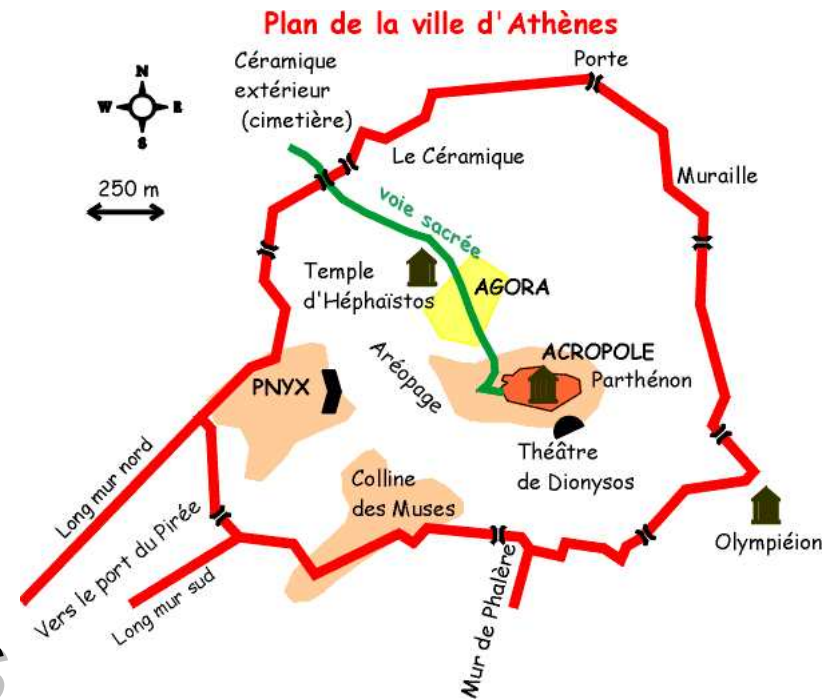 Plan de la ville d'Athènes
Céramique
extérieur
(cimetière)
Porte
N
W
E
S
Le Céramique
Muraille
250 m
voie sacrée
Temple
d'Héphaïstos
AGORA
Aréopage
ACROPOLE
Parthénon
PNYX
Théâtre
de Dionysos
Colline
des Muses
Olympiéion
Long mur nord
Vers le port du Pirée
Long mur sud
Mur de Phalère